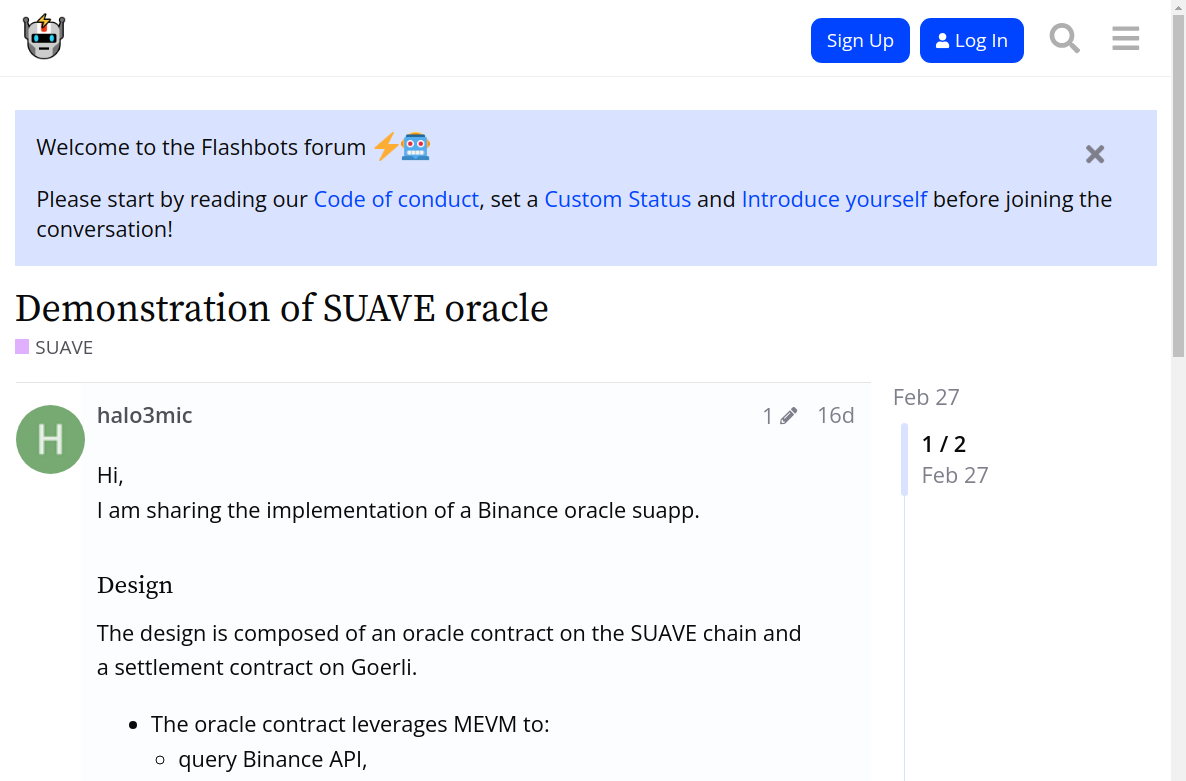 Sign Up
Log In
Welcome to the Flashbots forum
Please start by reading our Code of conduct, set a Custom Status and Introduce yourself before joining the
conversation!
Demonstration of SUAVE oracle
SUAVE
H
halo3mic
1
16d
Feb 27
1 / 2
Feb 27
Hi,
I am sharing the implementation of a Binance oracle suapp.
Design
The design is composed of an oracle contract on the SUAVE chain and
a settlement contract on Goerli.
The oracle contract leverages MEVM to:
query Binance API,